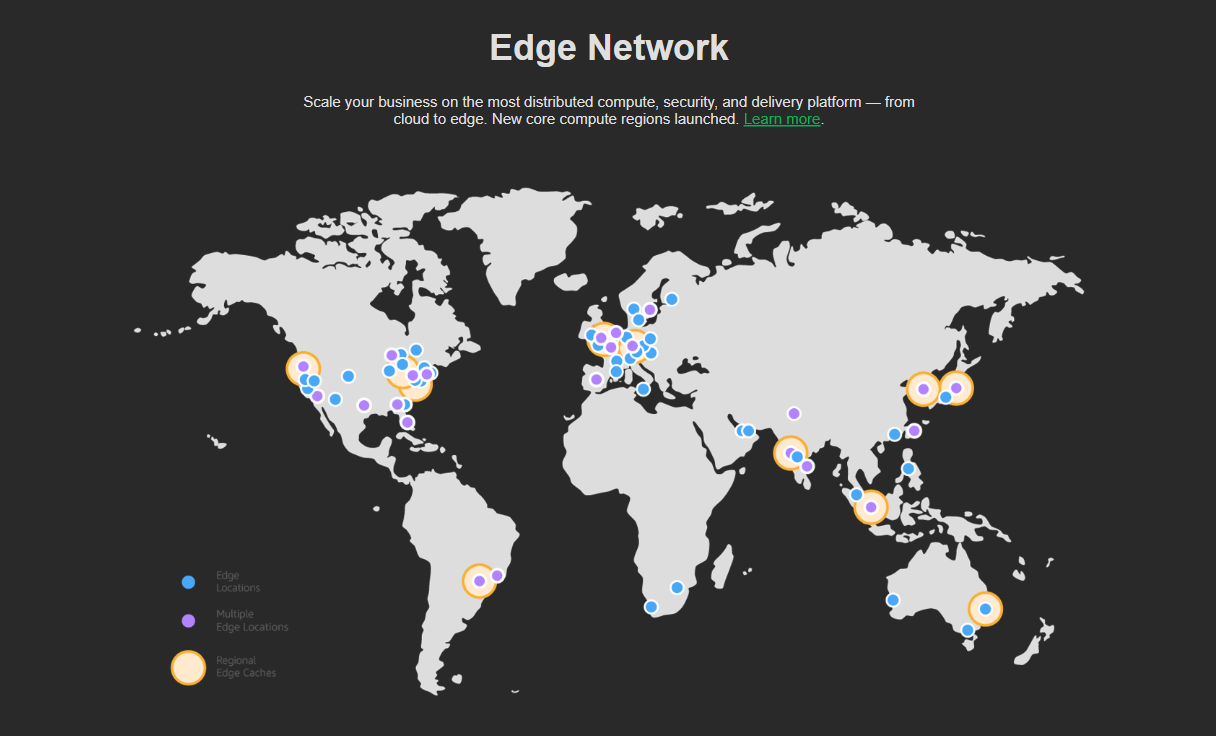 Edge Network
Scale your business on the most distributed compute, security, and delivery platform — from
cloud to edge. New core compute regions launched. Learn more.
Edge
Locations
Multiple
Edge Locations
Regional
Edge Caches